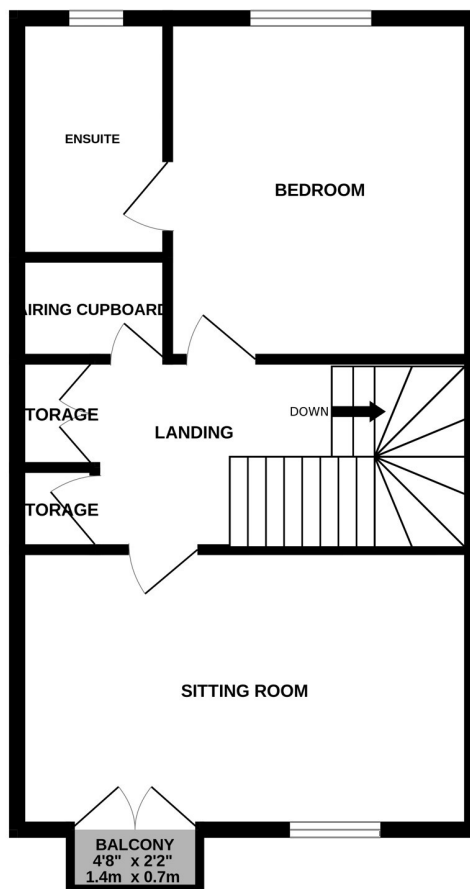 ENSUITE
BEDROOM
AIRING CUPBOARD
TORAGE
DOWN
LANDING
TORAGE
SITTING ROOM
BALCONY
4'8" x 2'2"
1.4m x 0.7m